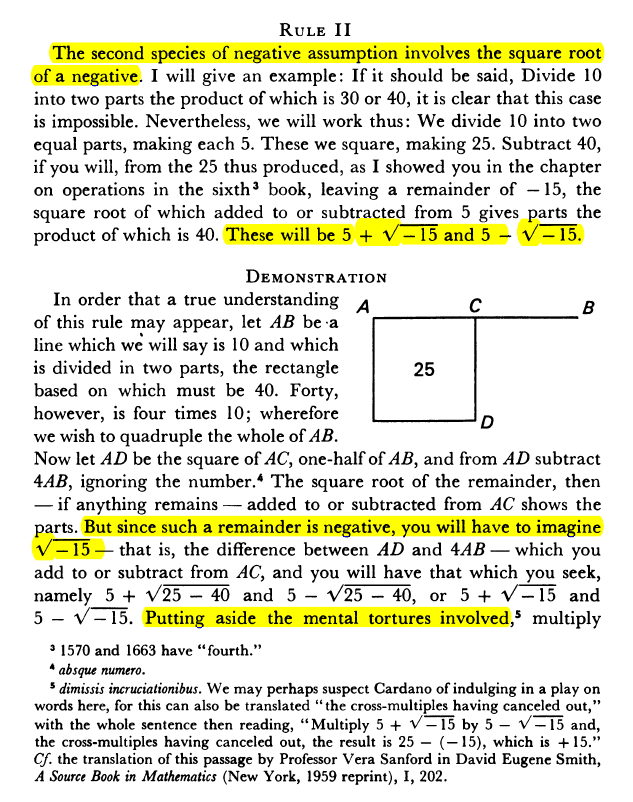 RULE II
The second species of negative assumption involves the square root
of a negative. I will give an example: If it should be said, Divide 10
into two parts the product of which is 30 or 40, it is clear that this case
is impossible. Nevertheless, we will work thus: We divide 10 into two
equal parts, making each 5. These we square, making 25. Subtract 40,
if you will, from the 25 thus produced, as I showed you in the chapter
on operations in the sixth³ book, leaving a remainder of −15, the
square root of which added to or subtracted from 5 gives parts the
product of which is 40. These will be 5 + √−15 and 5 − √−15.
DEMONSTRATION
In order that a true understanding
of this rule may appear, let AB be a
line which we will say is 10 and which
is divided in two parts, the rectangle
based on which must be 40. Forty,
however, is four times 10; wherefore
we wish to quadruple the whole of AB.
A C B
25
D
Now let AD be the square of AC, one-half of AB, and from AD subtract
4AB, ignoring the number.⁴ The square root of the remainder, then
— if anything remains — added to or subtracted from AC shows the
parts. But since such a remainder is negative, you will have to imagine
√−15 — that is, the difference between AD and 4AB — which you
add to or subtract from AC, and you will have that which you seek,
namely 5 + √25 − 40 and 5 − √25 − 40, or 5 + √−15 and
5 − √−15. Putting aside the mental tortures involved,⁵ multiply
³ 1570 and 1663 have "fourth."
⁴ absque numero.
⁵ dimissis incruciationibus. We may perhaps suspect Cardano of indulging in a play on
words here, for this can also be translated "the cross-multiples having canceled out,"
with the whole sentence then reading, "Multiply 5 + √−15 by 5 − √−15 and,
the cross-multiples having canceled out, the result is 25 − (−15), which is +15."
Cf. the translation of this passage by Professor Vera Sanford in David Eugene Smith,
A Source Book in Mathematics (New York, 1959 reprint), I, 202.